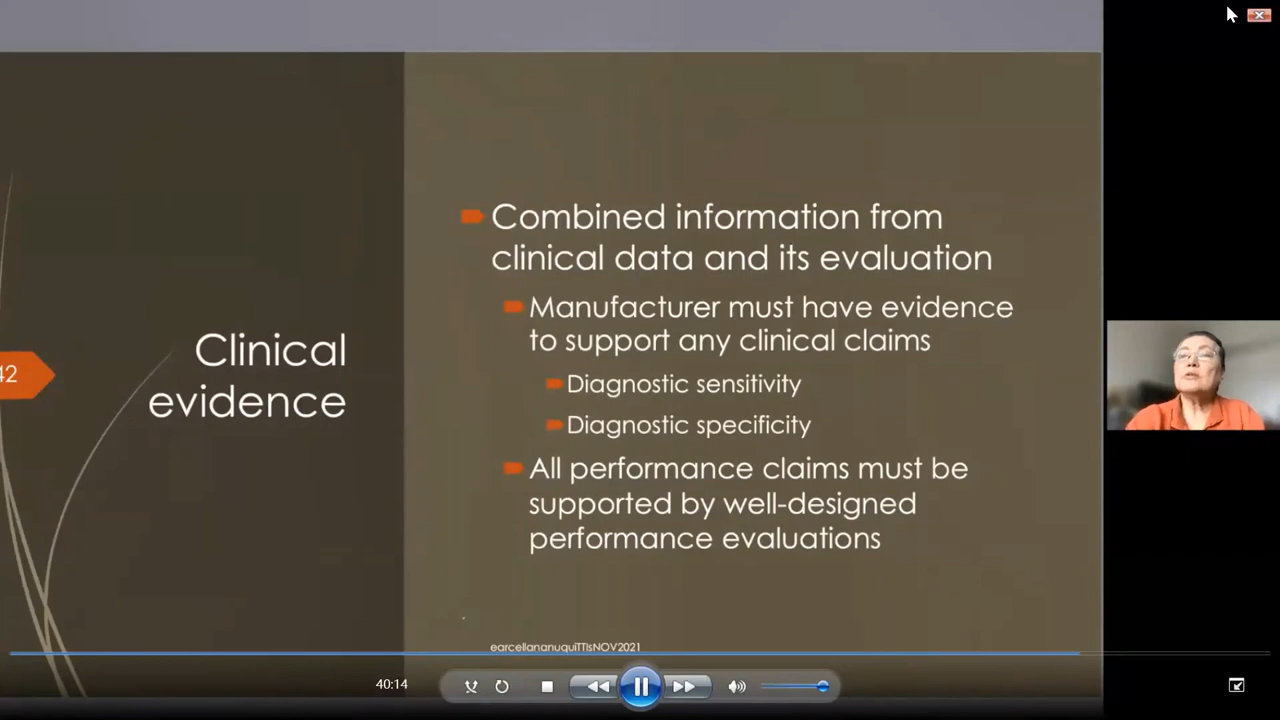 Combined information from
clinical data and its evaluation
Manufacturer must have evidence
to support any clinical claims
Clinical
evidence
42
Diagnostic sensitivity
Diagnostic specificity
All performance claims must be
supported by well-designed
performance evaluations
earcellananuquiTTIsNOV2021
40:14